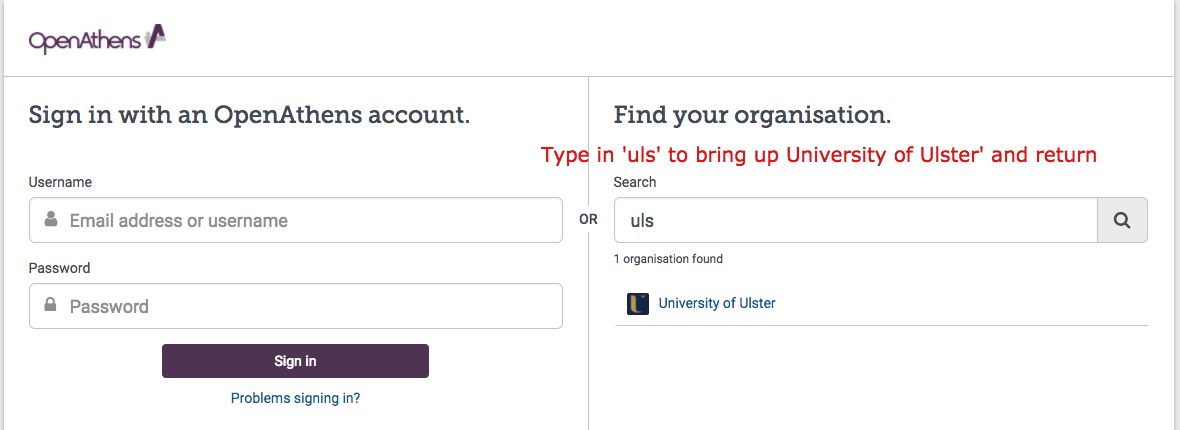 OpenAthens
Sign in with an OpenAthens account.
Username
Email address or username
Password
Password
Sign in
Problems signing in?
OR
Find your organisation.
Type in 'uls' to bring up University of Ulster' and return
Search
uls
1 organisation found
University of Ulster